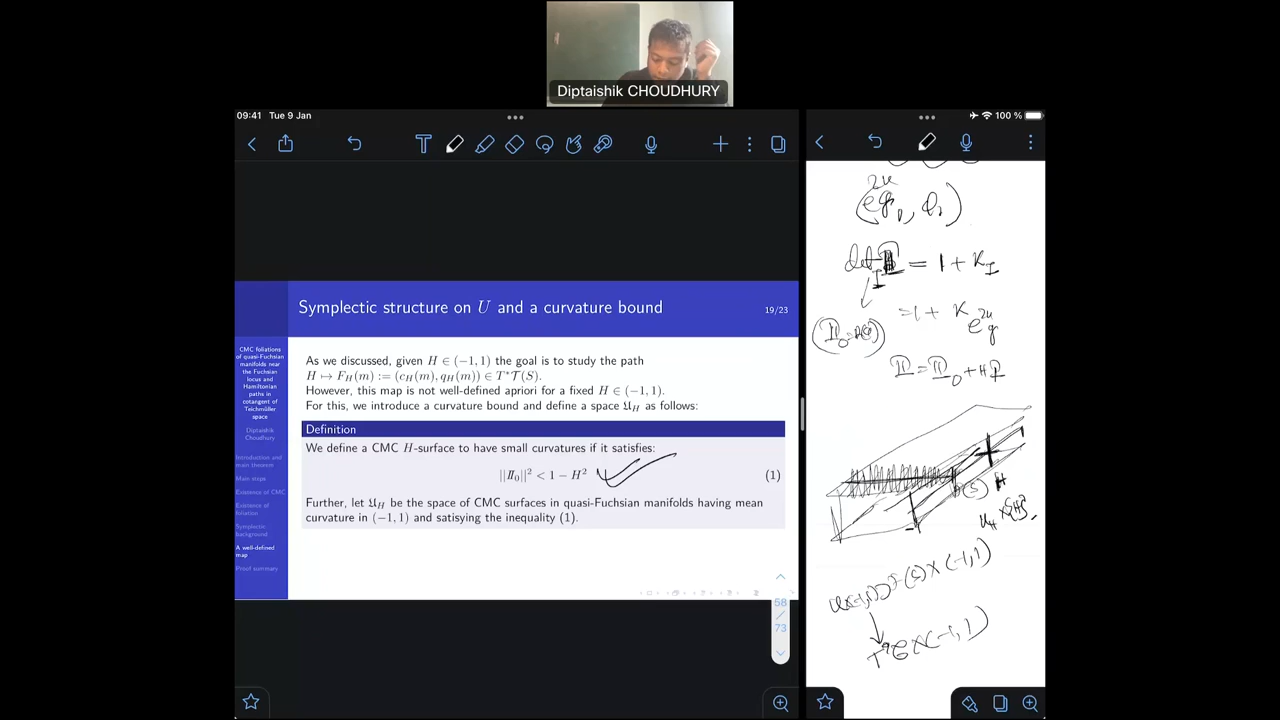 Diptaishik CHOUDHURY
09:41 Tue 9 Jan
100 %
Symplectic structure on U and a curvature bound
19/23
CMC foliations
of quasi-Fuchsian
manifolds near
the Fuchsian
locus and
Hamiltonian
paths in
cotangent of
Teichmüller
space
Diptaishik
Choudhury
Introduction and
main theorem
Main steps
Existence of CMC
Existence of
foliation
Symplectic
background
A well-defined
map
Proof summary
As we discussed, given H ∈ (−1, 1) the goal is to study the path
H ↦ F_H(m) := (c_H(m), q_H(m)) ∈ T*𝒯(S).
However, this map is not well-defined apriori for a fixed H ∈ (−1, 1).
For this, we introduce a curvature bound and define a space 𝔘_H as follows:
Definition
We define a CMC H-surface to have small curvatures if it satisfies:
||II_0||² < 1 − H² (1)
Further, let 𝔘_H be the space of CMC surfaces in quasi-Fuchsian manifolds having mean
curvature in (−1, 1) and satisying the inequality (1).
58
/
73
= 1 + K_I
II = II_0 + HI